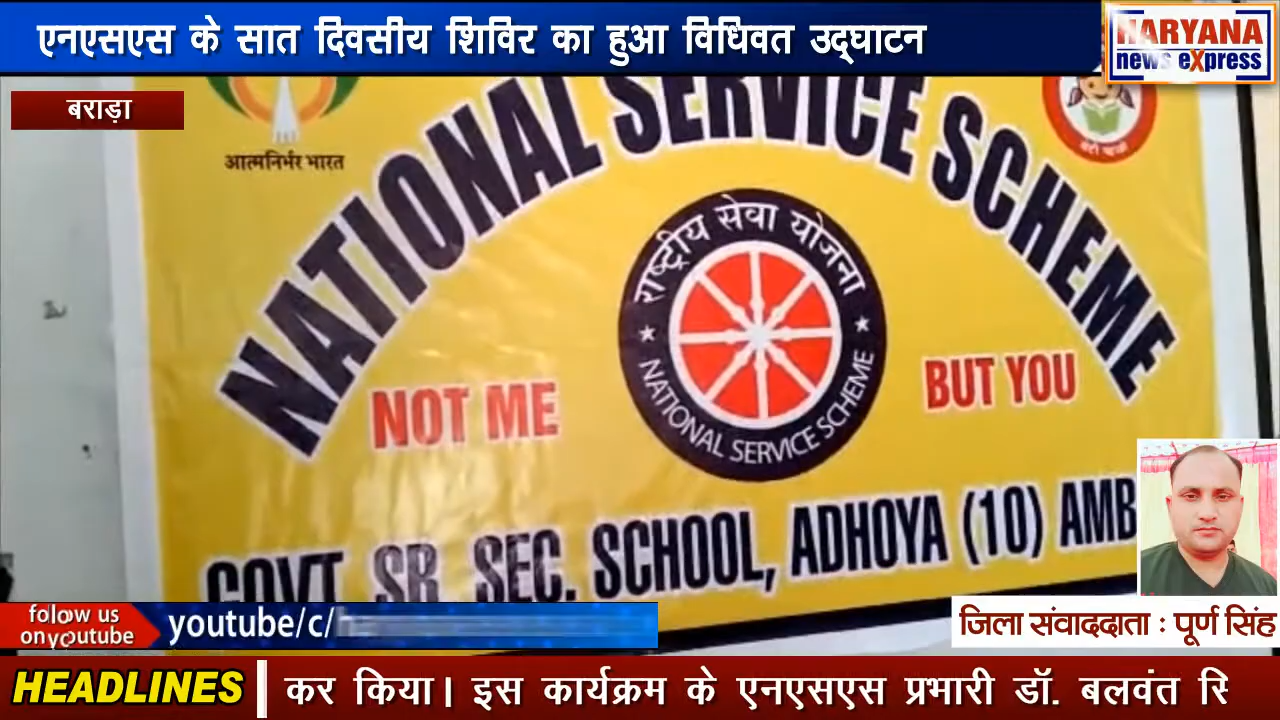 एनएसएस के सात दिवसीय शिविर का हुआ विधिवत उद्घाटन
HARYANA
news eXpress
बराड़ा
आत्मनिर्भर भारत
NATIONAL SERVICE SCHEME
राष्ट्रीय सेवा योजना
NATIONAL SERVICE SCHEME
NOT ME
BUT YOU
GOVT. SR. SEC. SCHOOL, ADHOYA (10) AMB
folow us
on youtube
youtube/c/
जिला संवाददाता : पूर्ण सिंह
HEADLINES
कर किया। इस कार्यक्रम के एनएसएस प्रभारी डॉ. बलवंत